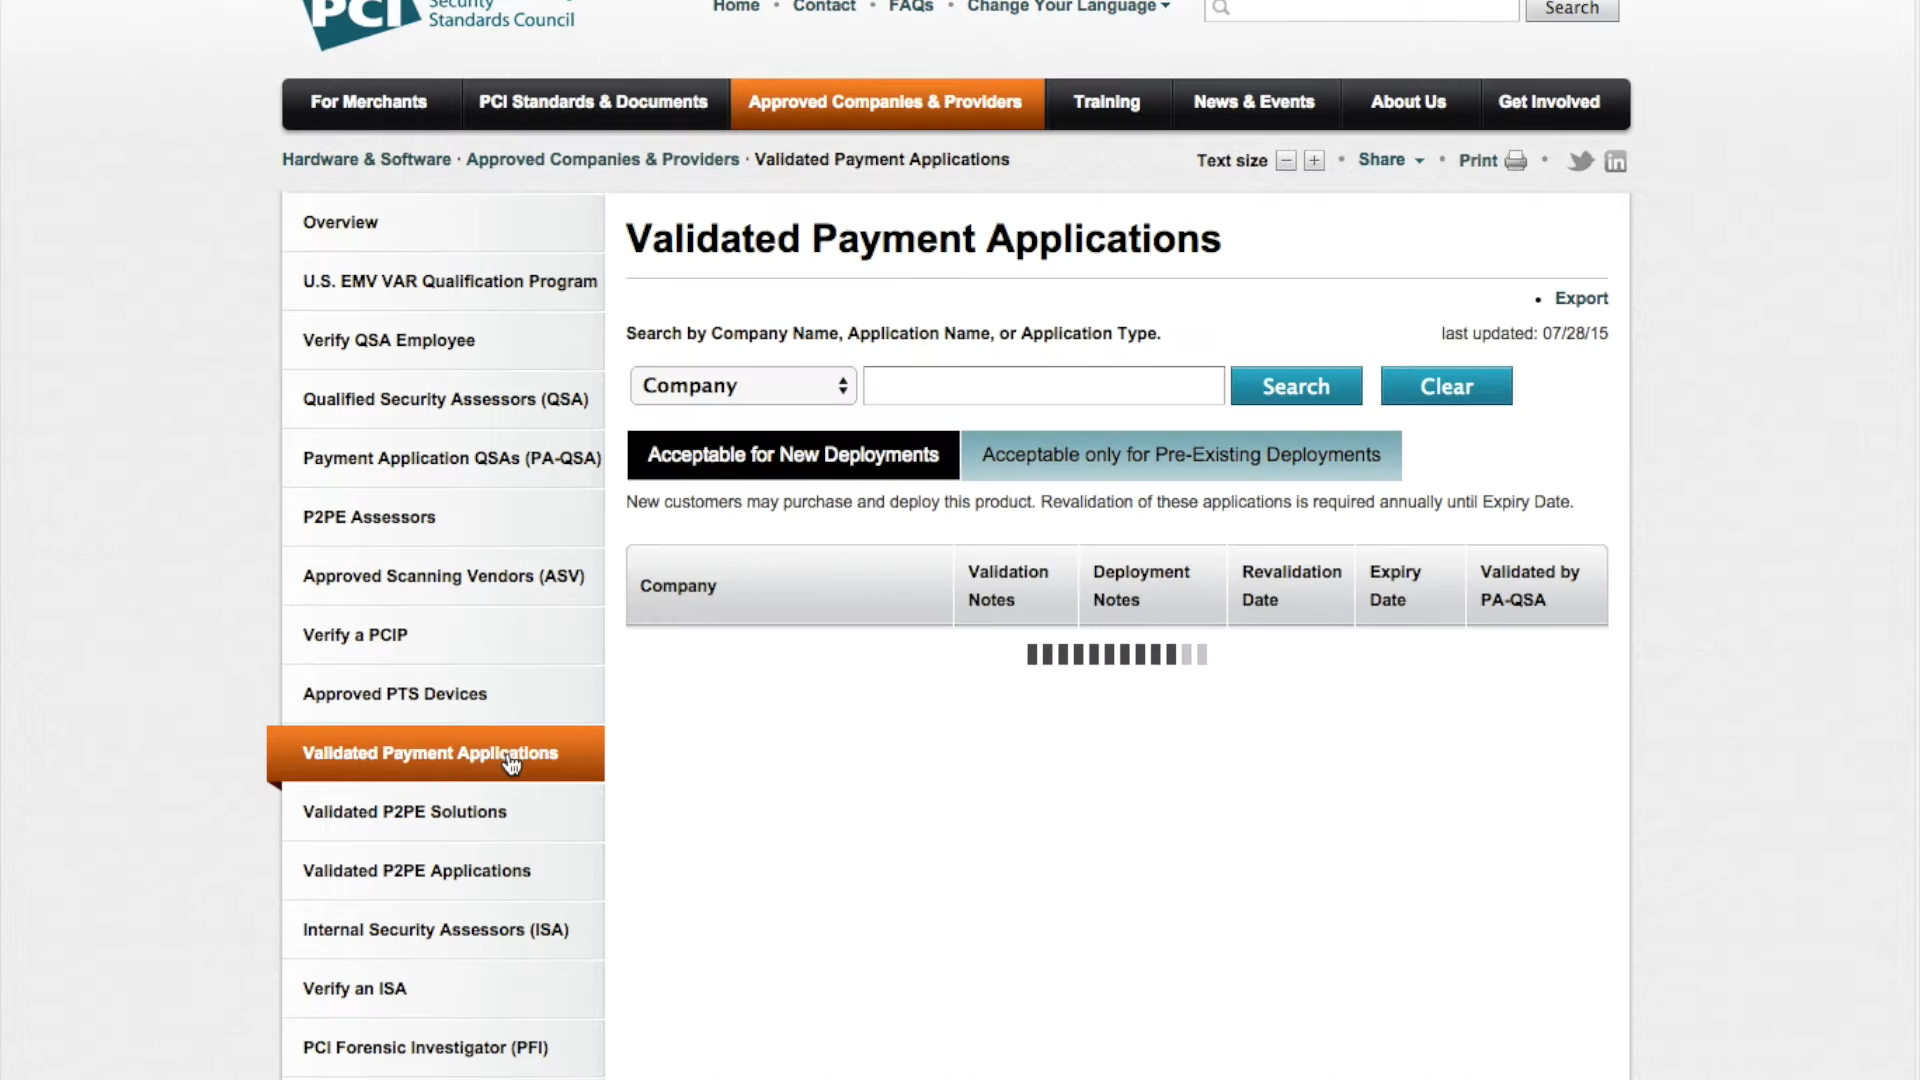 PCI Security
Standards Council
Home • Contact • FAQs • Change Your Language
Search
For Merchants
PCI Standards & Documents
Approved Companies & Providers
Training
News & Events
About Us
Get Involved
Hardware & Software · Approved Companies & Providers · Validated Payment Applications
Text size − + • Share • Print •
Overview
U.S. EMV VAR Qualification Program
Verify QSA Employee
Qualified Security Assessors (QSA)
Payment Application QSAs (PA-QSA)
P2PE Assessors
Approved Scanning Vendors (ASV)
Verify a PCIP
Approved PTS Devices
Validated Payment Applications
Validated P2PE Solutions
Validated P2PE Applications
Internal Security Assessors (ISA)
Verify an ISA
PCI Forensic Investigator (PFI)
Validated Payment Applications
• Export
Search by Company Name, Application Name, or Application Type.
last updated: 07/28/15
Company
Search
Clear
Acceptable for New Deployments
Acceptable only for Pre-Existing Deployments
New customers may purchase and deploy this product. Revalidation of these applications is required annually until Expiry Date.
Company
Validation
Notes
Deployment
Notes
Revalidation
Date
Expiry
Date
Validated by
PA-QSA